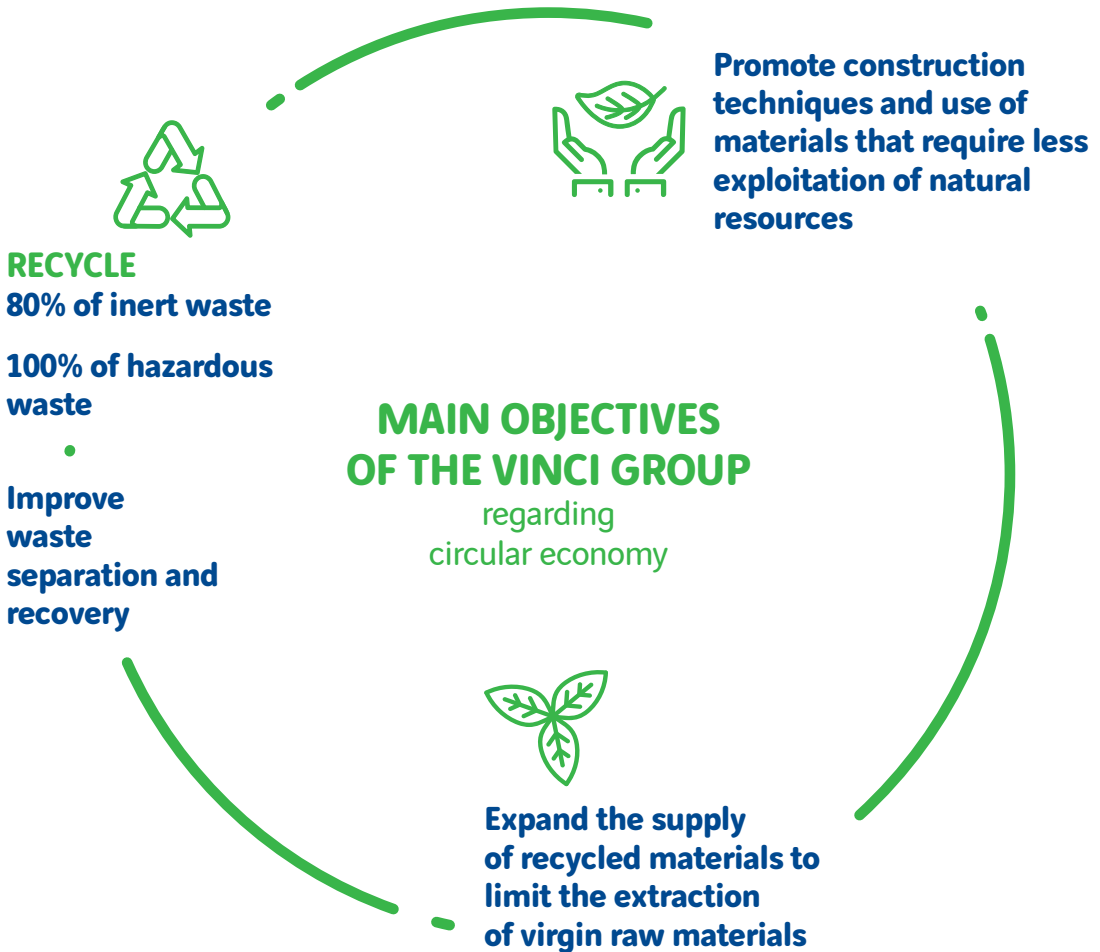 Promote construction
techniques and use of
materials that require less
exploitation of natural
resources
RECYCLE
80% of inert waste
100% of hazardous
waste
Improve
waste
separation and
recovery
MAIN OBJECTIVES
OF THE VINCI GROUP
regarding
circular economy
Expand the supply
of recycled materials to
limit the extraction
of virgin raw materials